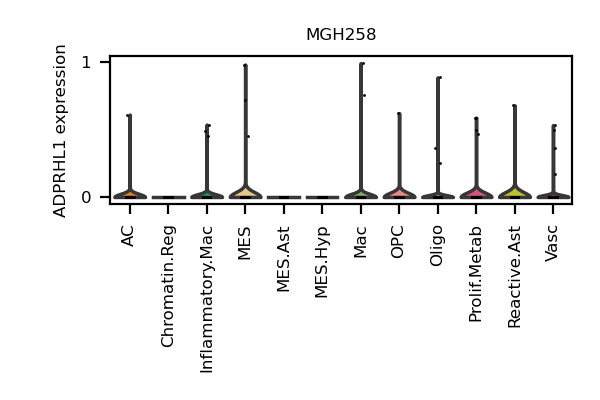 MGH258
ADPRHL1 expression
1
0
AC
Chromatin.Reg
Inflammatory.Mac
MES
MES.Ast
MES.Hyp
Mac
OPC
Oligo
Prolif.Metab
Reactive.Ast
Vasc